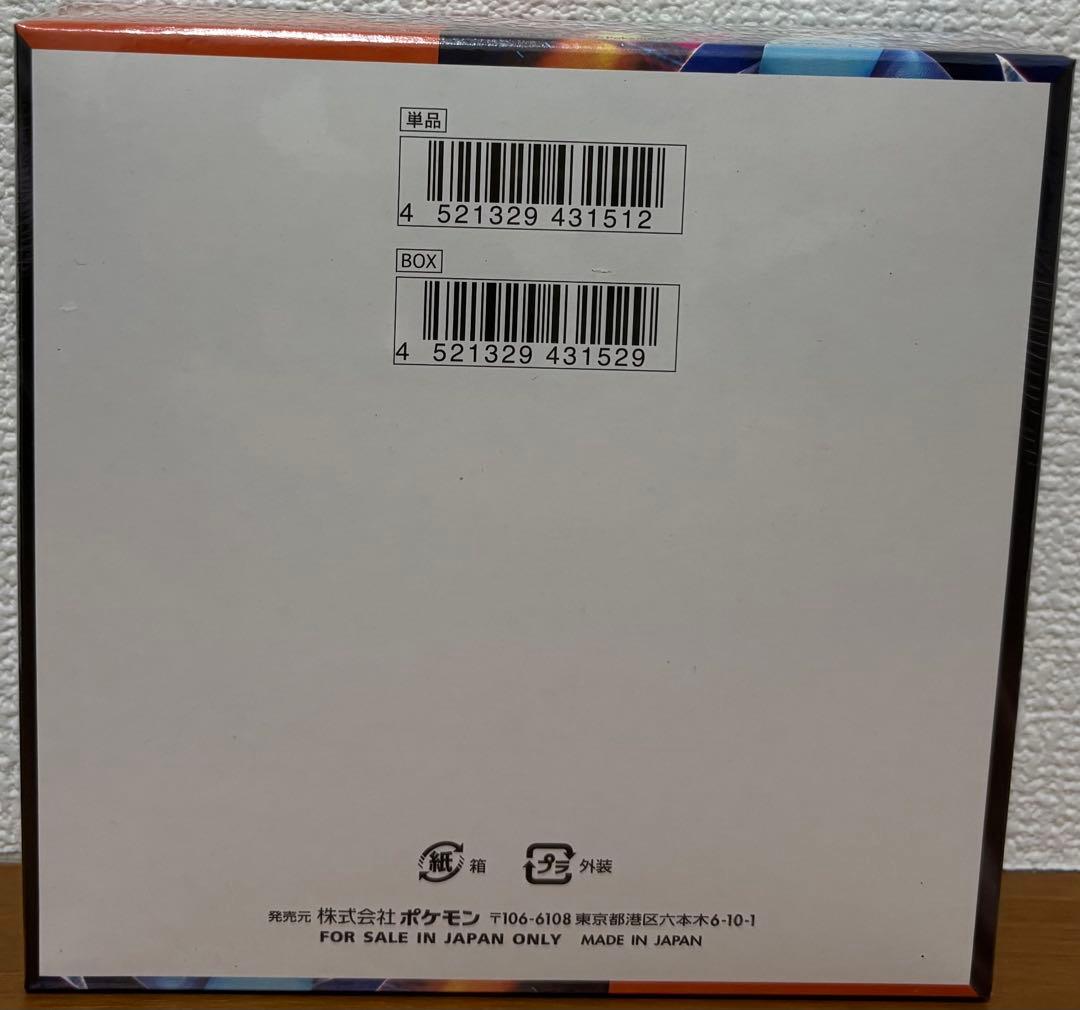 単品
4 521329 431512
BOX
4 521329 431529
紙 箱 プラ 外装
発売元 株式会社ポケモン 〒106-6108 東京都港区六本木6-10-1
FOR SALE IN JAPAN ONLY MADE IN JAPAN